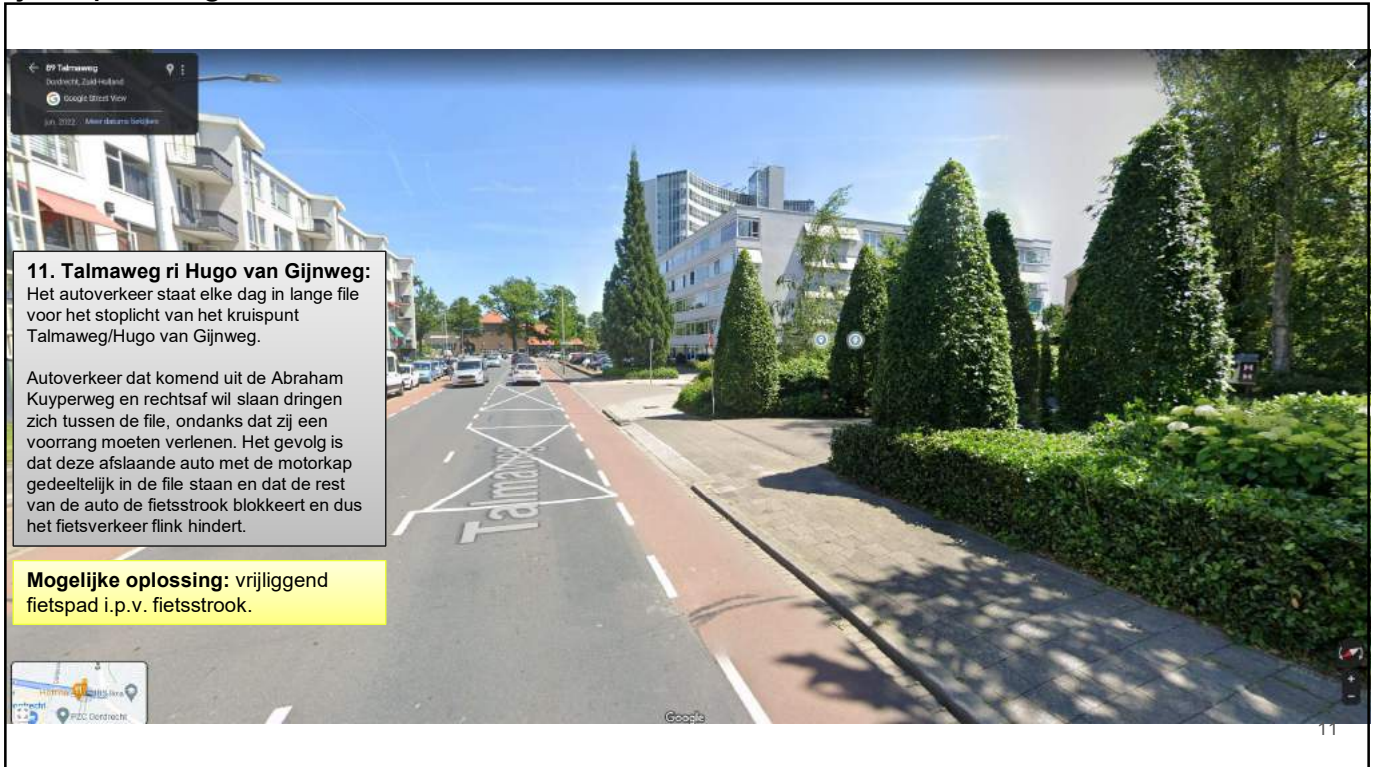 89 Talmaweg
Dordrecht, Zuid-Holland
Google Street View
jun. 2022 Meer datums bekijken
11. Talmaweg ri Hugo van Gijnweg:
Het autoverkeer staat elke dag in lange file
voor het stoplicht van het kruispunt
Talmaweg/Hugo van Gijnweg.
Autoverkeer dat komend uit de Abraham
Kuyperweg en rechtsaf wil slaan dringen
zich tussen de file, ondanks dat zij een
voorrang moeten verlenen. Het gevolg is
dat deze afslaande auto met de motorkap
gedeeltelijk in de file staan en dat de rest
van de auto de fietsstrook blokkeert en dus
het fietsverkeer flink hindert.
Mogelijke oplossing: vrijliggend
fietspad i.p.v. fietsstrook.
Talmaweg
PZC Dordrecht
Google
11